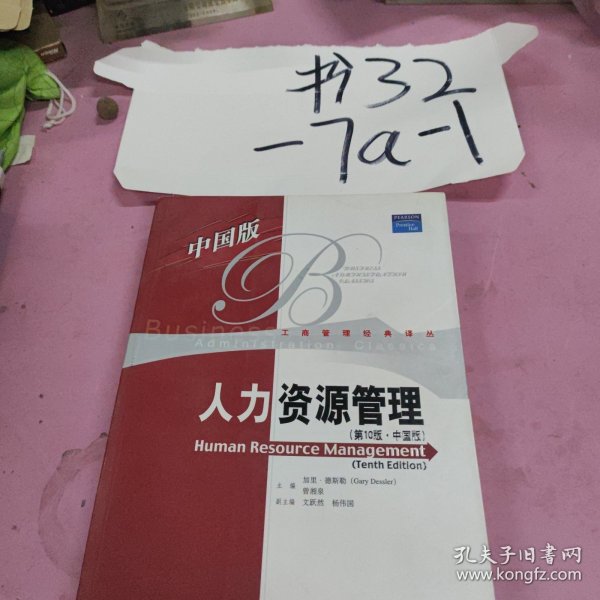 书32
-7a-1
中国版
PEARSON
Prentice
Hall
B
BUSINESS
ADMINISTRATION
CLASSICS
Business
工商管理经典译丛
Administration Classics
人力资源管理
(第10版·中国版)
Human Resource Management
(Tenth Edition)
主 编 加里·德斯勒(Gary Dessler)
曾湘泉
副主编 文跃然 杨伟国
孔夫子旧书网
www.kongfz.com